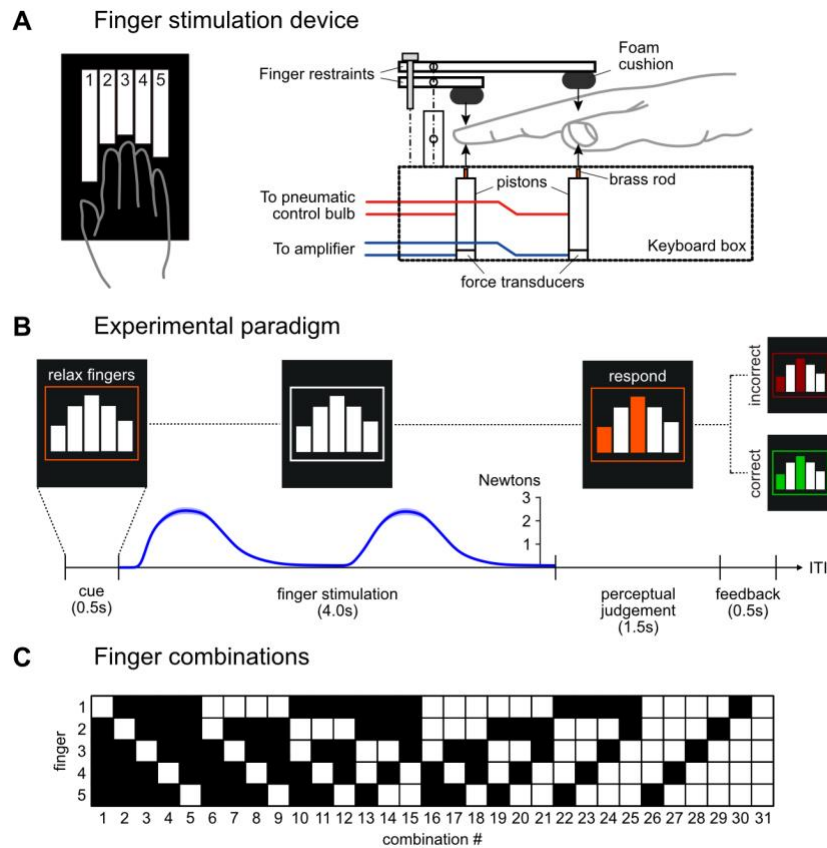 A Finger stimulation device
1 2 3 4 5
Finger restraints
Foam
cushion
pistons
brass rod
To pneumatic
control bulb
To amplifier
Keyboard box
force transducers
B Experimental paradigm
relax fingers
respond
incorrect
correct
Newtons
3
2
1
cue
(0.5s)
finger stimulation
(4.0s)
perceptual
judgement
(1.5s)
feedback
(0.5s)
ITI
C Finger combinations
finger
1
2
3
4
5
1 2 3 4 5 6 7 8 9 10 11 12 13 14 15 16 17 18 19 20 21 22 23 24 25 26 27 28 29 30 31
combination #